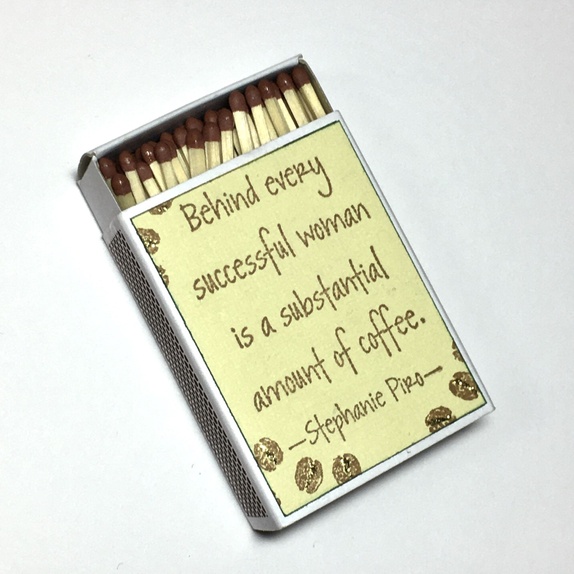 Behind every
successful woman
is a substantial
amount of coffee.
—Stephanie Piro—